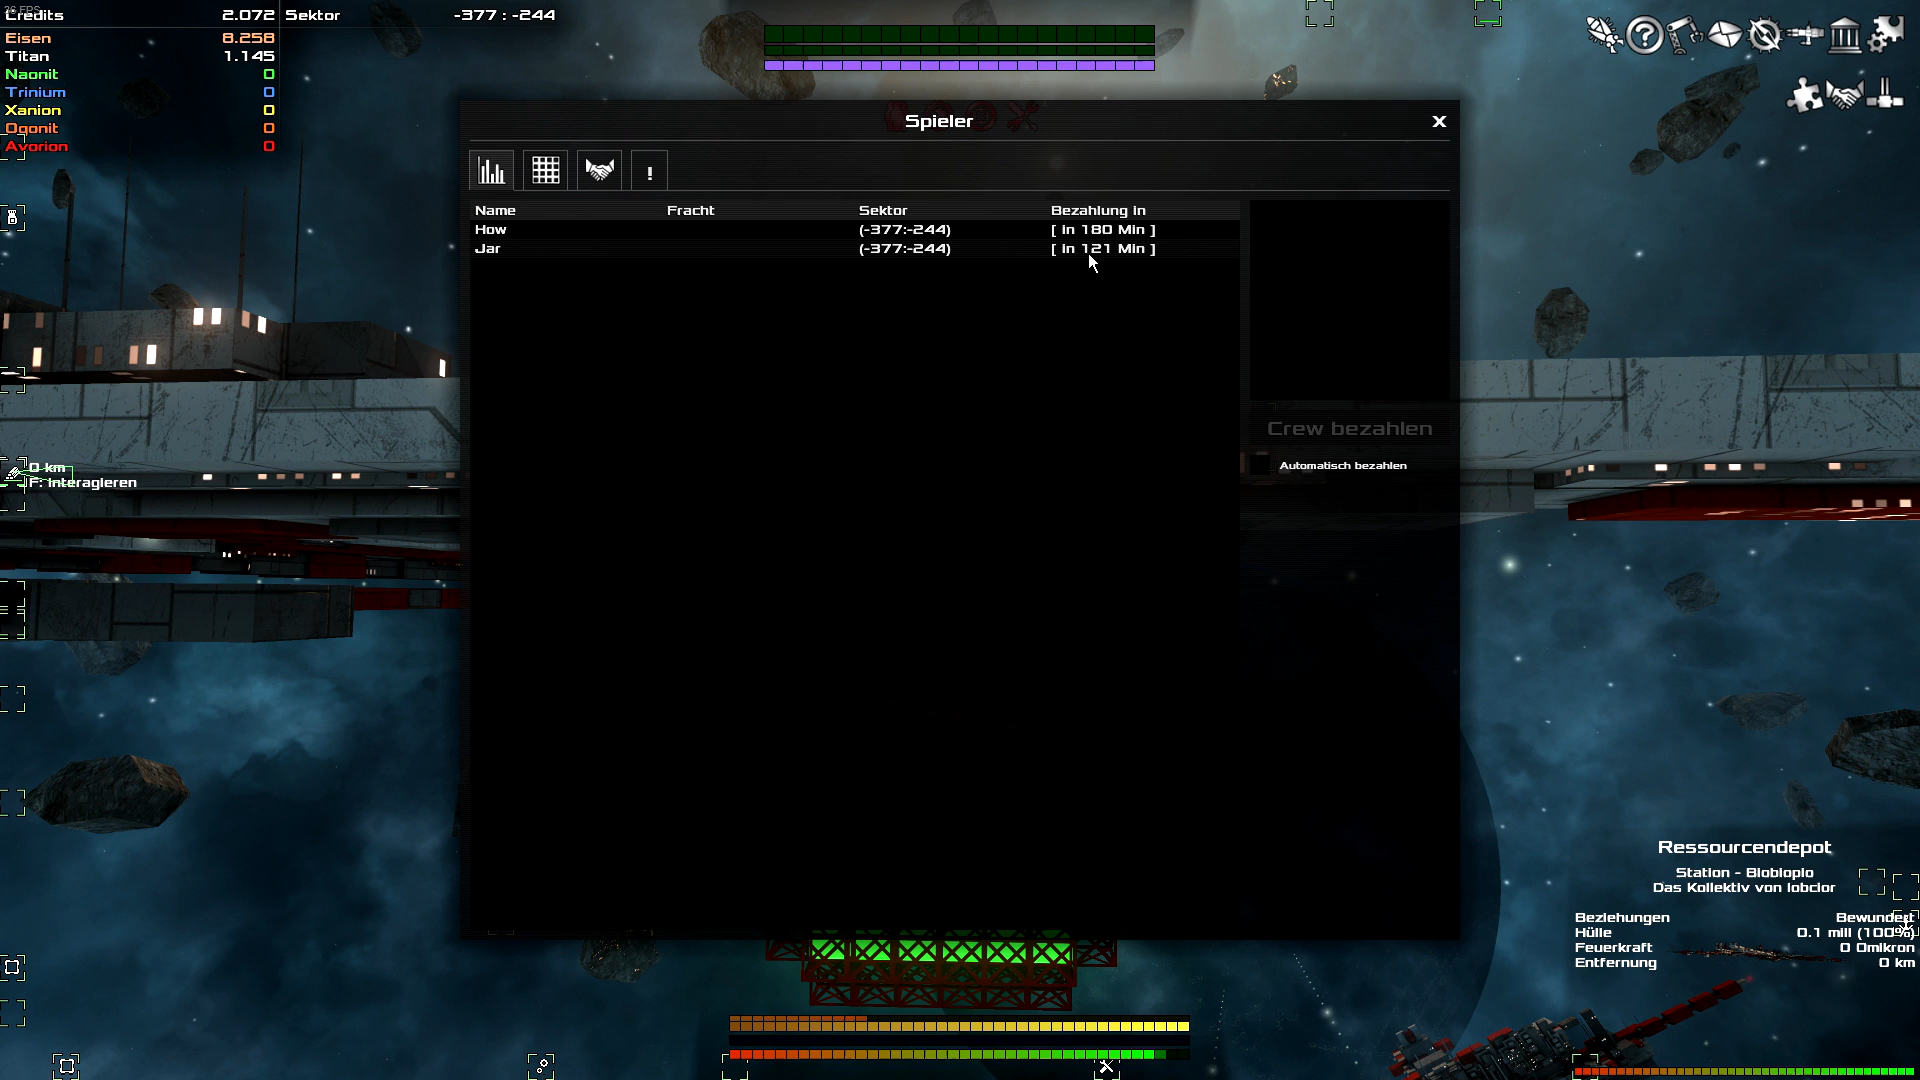 26 FPS
Credits 2.072 Sektor -377 : -244
Eisen 8.258
Titan 1.145
Naonit 0
Trinium 0
Xanion 0
Ogonit 0
Avorion 0
Spieler X
!
Name Fracht Sektor Bezahlung in
How (-377:-244) [ in 180 Min ]
Jar (-377:-244) [ in 121 Min ]
Crew bezahlen
Automatisch bezahlen
0 km
F: Interagieren
Ressourcendepot
Station - Bioblopio
Das Kollektiv von Iobclor
Beziehungen Bewundert
Hülle 0.1 mill (100%)
Feuerkraft 0 Omikron
Entfernung 0 km